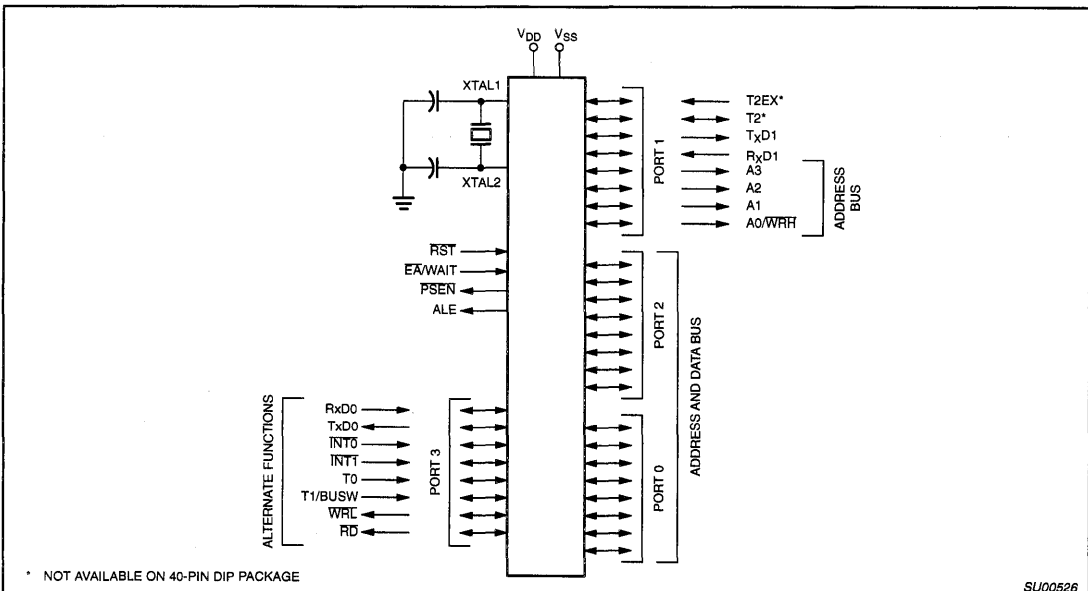 VDD
VSS
XTAL1
XTAL2
RST
EA/WAIT
PSEN
ALE
ALTERNATE FUNCTIONS
RxD0
TxD0
INT0
INT1
T0
T1/BUSW
WRL
RD
PORT 3
PORT 1
T2EX*
T2*
TXD1
RXD1
A3
A2
A1
A0/WRH
ADDRESS
BUS
PORT 2
PORT 0
ADDRESS AND DATA BUS
* NOT AVAILABLE ON 40-PIN DIP PACKAGE
SU00526